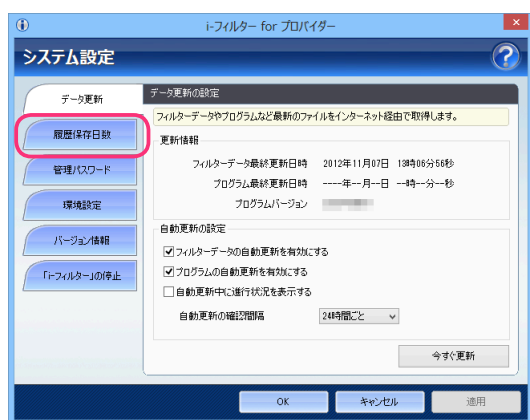 i-フィルター for プロバイダー
システム設定
データ更新
履歴保存日数
管理パスワード
環境設定
バージョン情報
「i-フィルター」の停止
データ更新の設定
フィルターデータやプログラムなど最新のファイルをインターネット経由で取得します。
更新情報
フィルターデータ最終更新日時 2012年11月07日 13時06分56秒
プログラム最終更新日時 ----年--月--日 --時--分--秒
プログラムバージョン
自動更新の設定
フィルターデータの自動更新を有効にする
プログラムの自動更新を有効にする
自動更新中に進行状況を表示する
自動更新の確認間隔 24時間ごと
今すぐ更新
OK キャンセル 適用